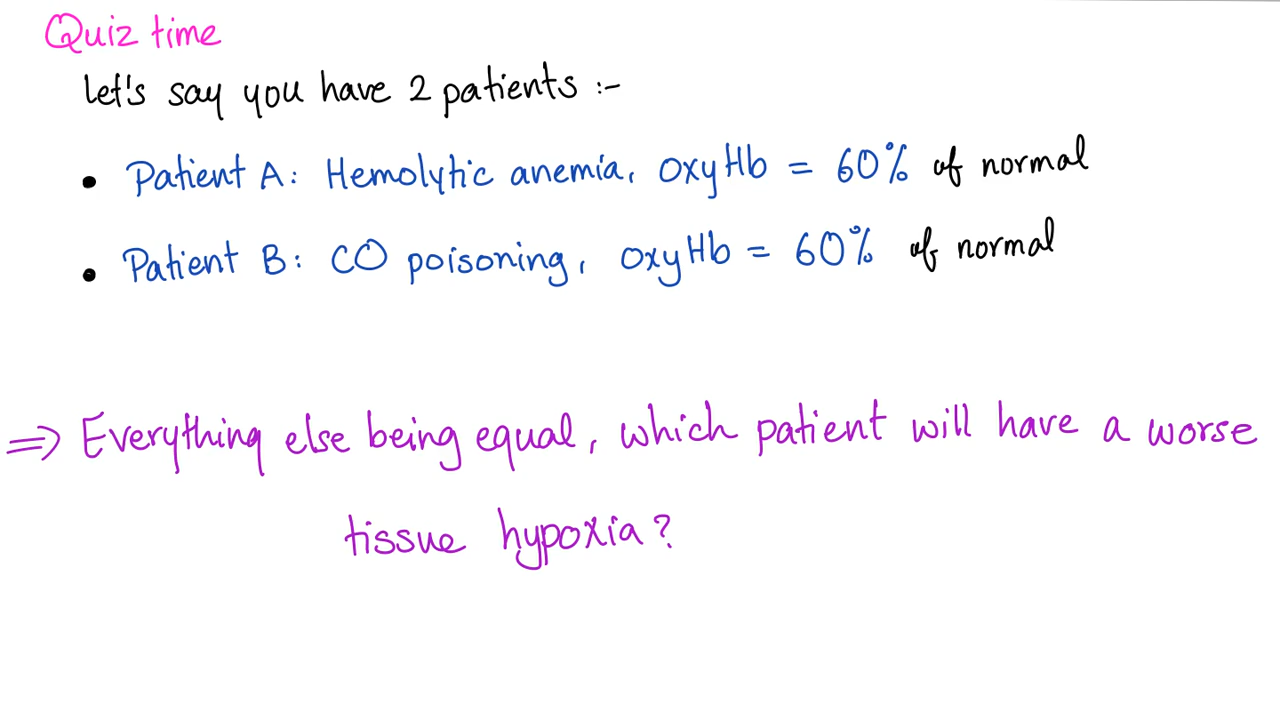 Quiz time
Let's say you have 2 patients :-
• Patient A: Hemolytic anemia, oxyHb = 60% of normal
• Patient B: CO poisoning, oxyHb = 60% of normal
⇒ Everything else being equal, which patient will have a worse
tissue hypoxia?